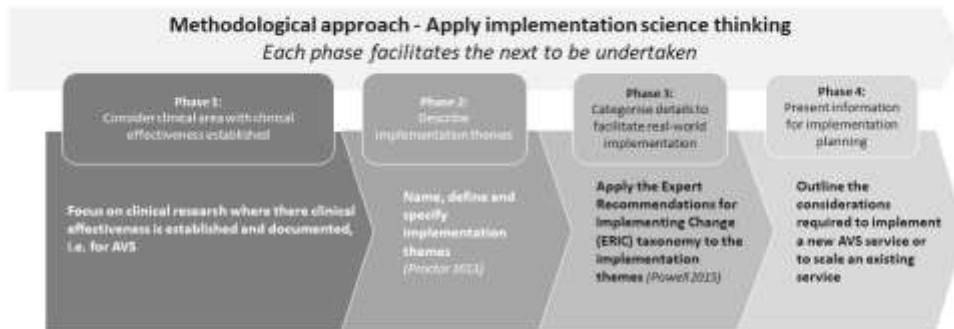 Methodological approach - Apply implementation science thinking
Each phase facilitates the next to be undertaken
Phase 1:
Consider clinical area with clinical
effectiveness established
Focus on clinical research where there clinical
effectiveness is established and documented,
i.e. for AVS
Phase 2:
Describe
implementation themes
Name, define and
specify
implementation
themes
(Proctor 2013)
Phase 3:
Categorise details to
facilitate real-world
implementation
Apply the Expert
Recommendations for
Implementing Change
(ERIC) taxonomy to the
implementation
themes (Powell 2015)
Phase 4:
Present information
for implementation
planning
Outline the
considerations
required to implement
a new AVS service or
to scale an existing
service